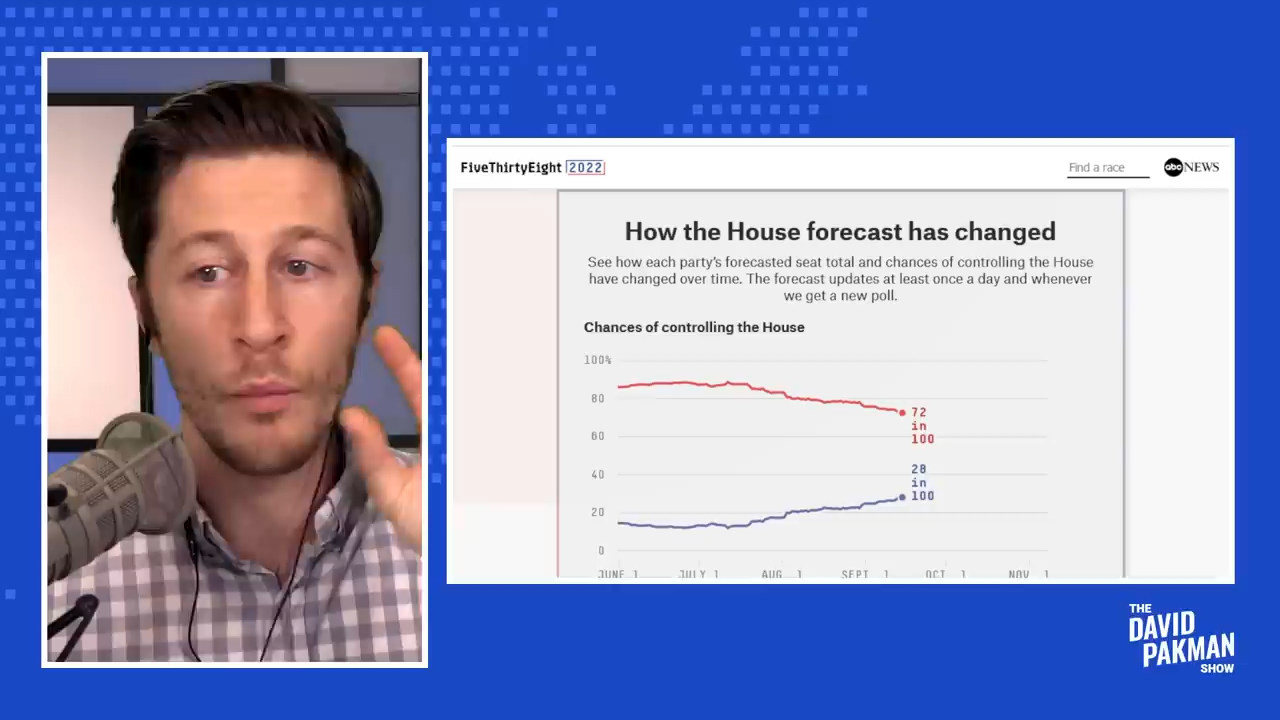 FiveThirtyEight 2022
Find a race
abc NEWS
How the House forecast has changed
See how each party's forecasted seat total and chances of controlling the House
have changed over time. The forecast updates at least once a day and whenever
we get a new poll.
Chances of controlling the House
100%
80
60
40
20
0
72
in
100
28
in
100
JUNE 1 JULY 1 AUG. 1 SEPT 1 OCT 1 NOV 1
THE
DAVID
PAKMAN
SHOW